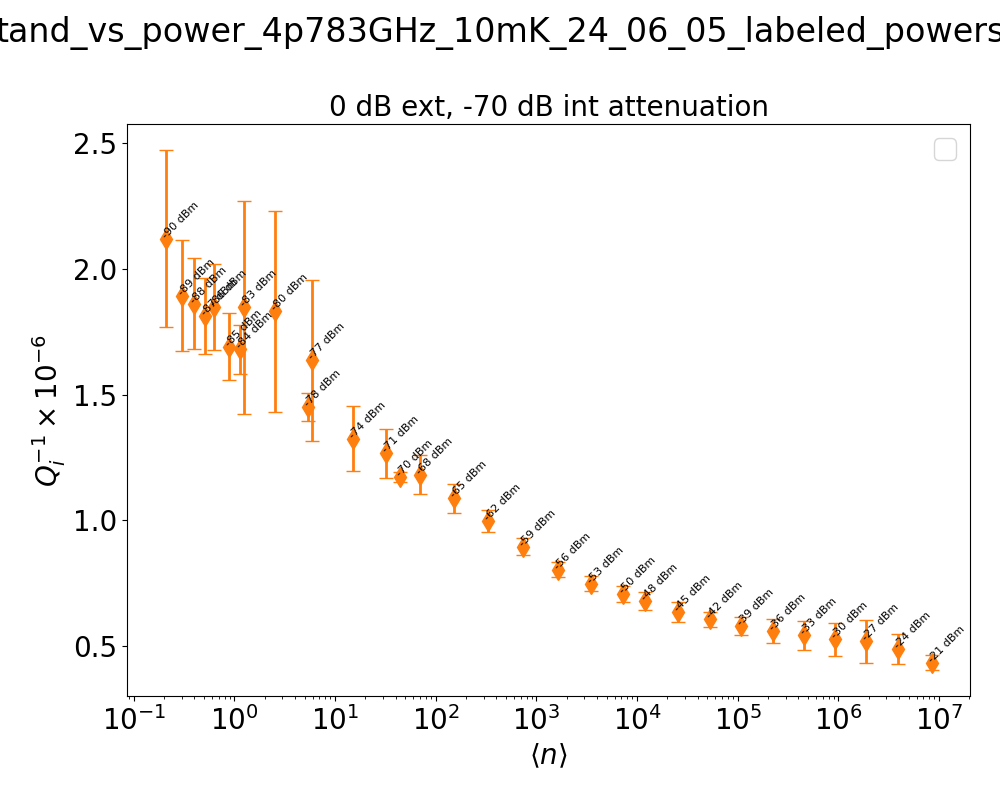 tand_vs_power_4p783GHz_10mK_24_06_05_labeled_powers
0 dB ext, -70 dB int attenuation
2.5
2.0
1.5
1.0
0.5
Q_i^{-1} × 10^{-6}
-90 dBm
-89 dBm
-88 dBm
-87 dBm
-85 dBm
-84 dBm
-83 dBm
-80 dBm
-78 dBm
-77 dBm
-74 dBm
-71 dBm
-70 dBm
-68 dBm
-65 dBm
-62 dBm
-59 dBm
-56 dBm
-53 dBm
-50 dBm
-48 dBm
-45 dBm
-42 dBm
-39 dBm
-36 dBm
-33 dBm
-30 dBm
-27 dBm
-24 dBm
-21 dBm
10^{-1} 10^0 10^1 10^2 10^3 10^4 10^5 10^6 10^7
⟨n⟩